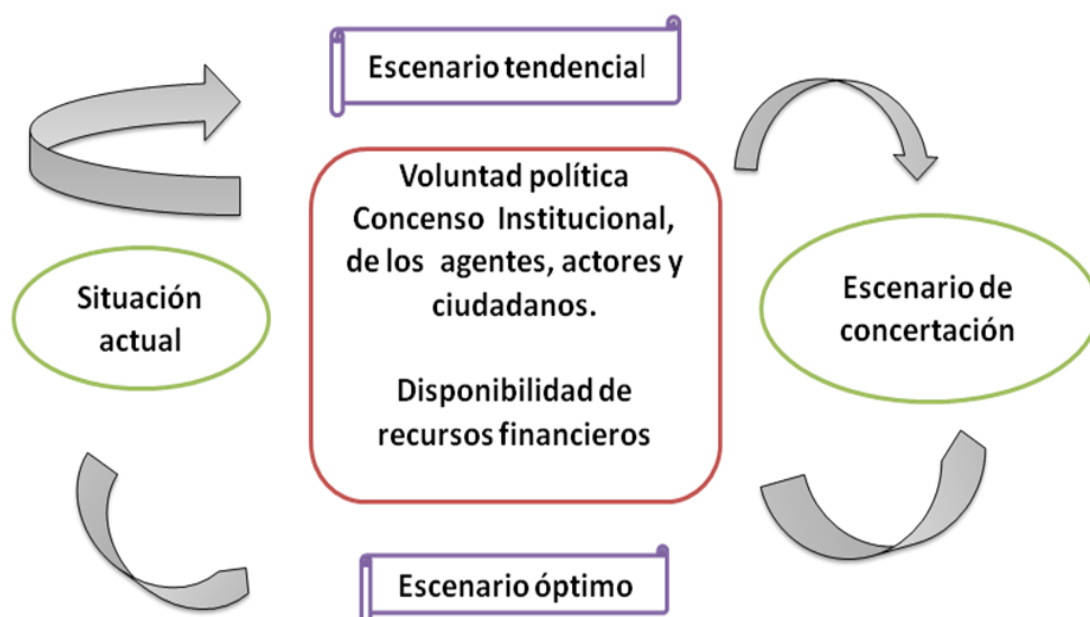 Escenario tendencial
Voluntad política
Concenso Institucional,
de los agentes, actores y
ciudadanos.
Disponibilidad de
recursos financieros
Situación
actual
Escenario de
concertación
Escenario óptimo